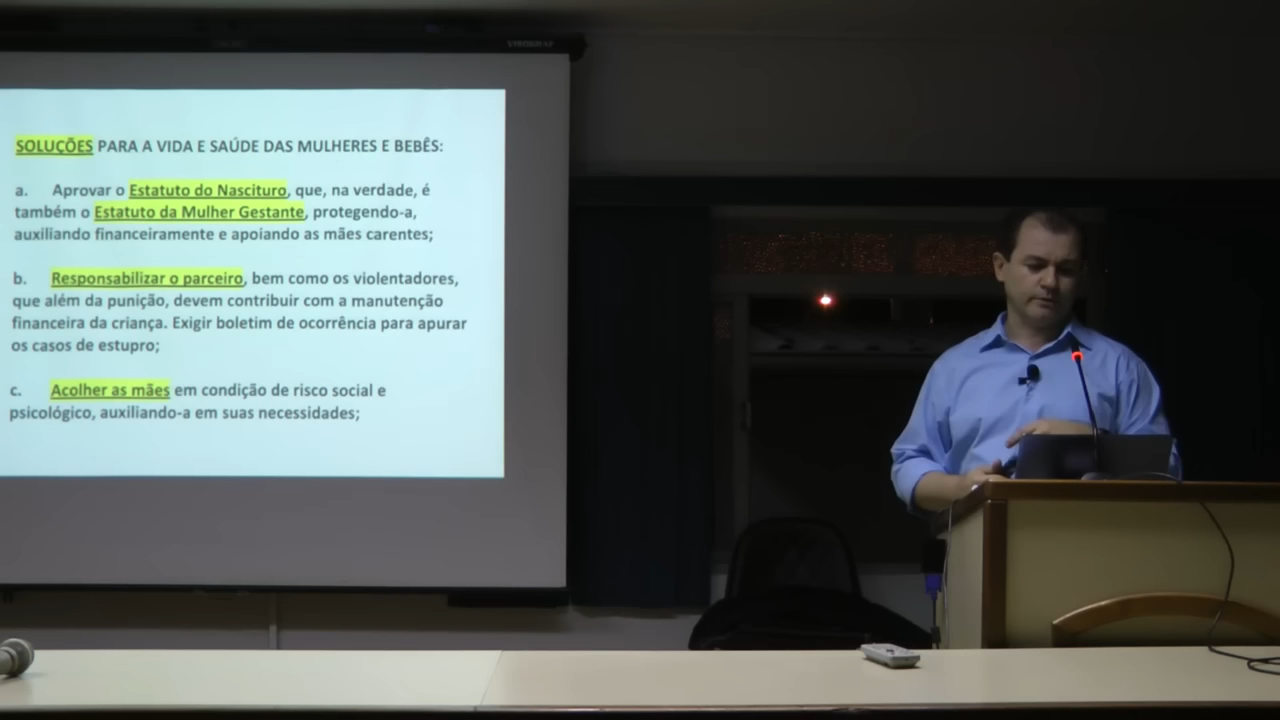 SOLUÇÕES PARA A VIDA E SAÚDE DAS MULHERES E BEBÊS:
a. Aprovar o Estatuto do Nascituro, que, na verdade, é
também o Estatuto da Mulher Gestante, protegendo-a,
auxiliando financeiramente e apoiando as mães carentes;
b. Responsabilizar o parceiro, bem como os violentadores,
que além da punição, devem contribuir com a manutenção
financeira da criança. Exigir boletim de ocorrência para apurar
os casos de estupro;
c. Acolher as mães em condição de risco social e
psicológico, auxiliando-a em suas necessidades;